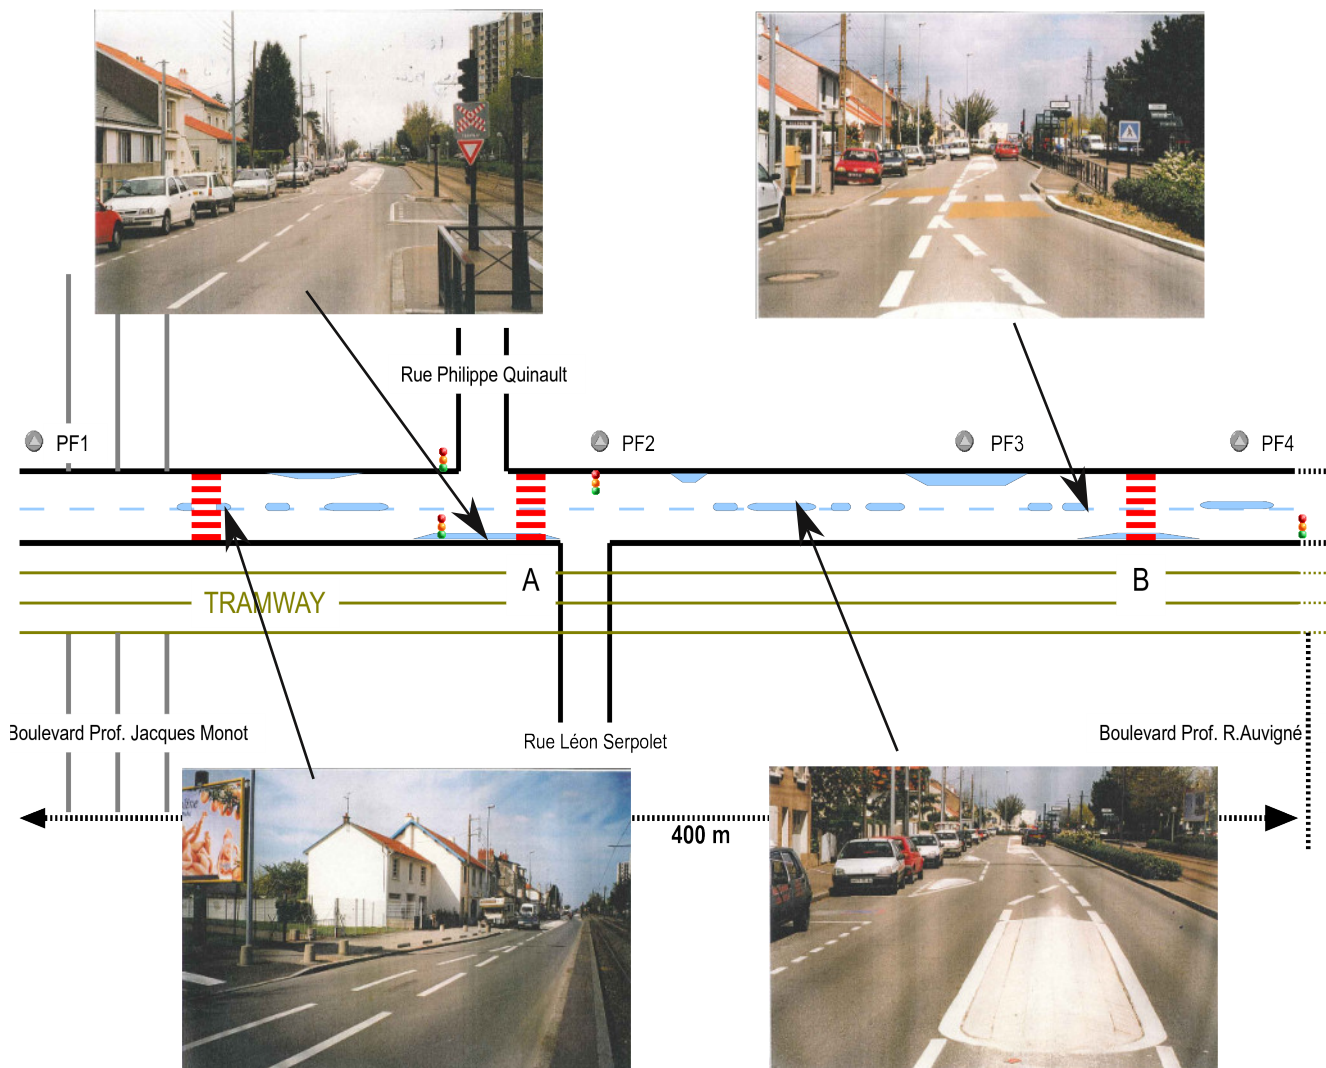 Rue Philippe Quinault
PF1
PF2
PF3
PF4
A
B
TRAMWAY
Boulevard Prof. Jacques Monot
Rue Léon Serpolet
Boulevard Prof. R.Auvigné
400 m